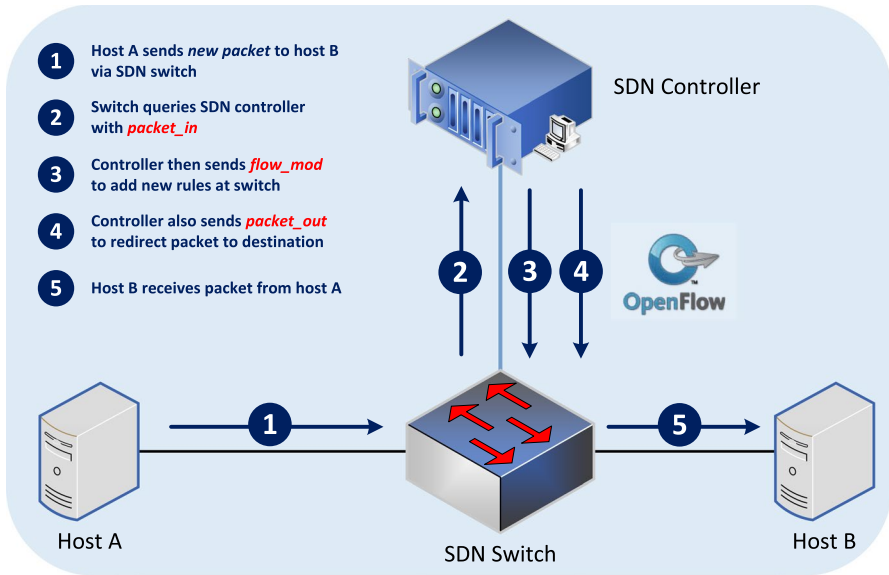 1 Host A sends new packet to host B
via SDN switch
2 Switch queries SDN controller
with packet_in
3 Controller then sends flow_mod
to add new rules at switch
4 Controller also sends packet_out
to redirect packet to destination
5 Host B receives packet from host A
SDN Controller
2 3 4
OpenFlow™
1
5
Host A
SDN Switch
Host B